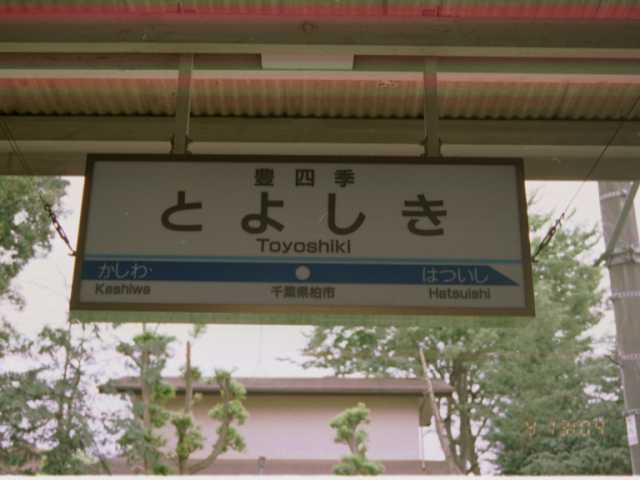 豊四季
とよしき
Toyoshiki
かしわ はついし
Kashiwa 千葉県柏市 Hatsuishi